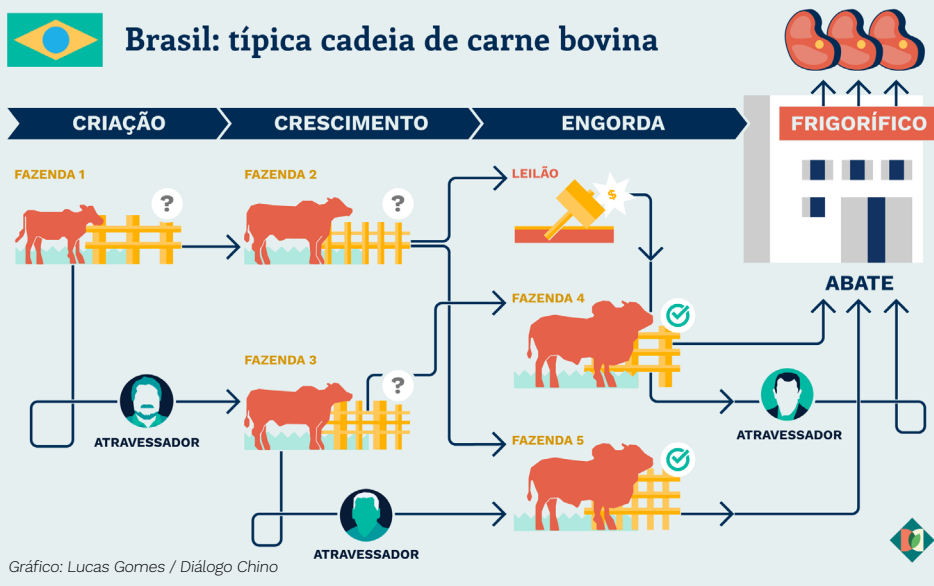 Brasil: típica cadeia de carne bovina
CRIAÇÃO
CRESCIMENTO
ENGORDA
FRIGORÍFICO
FAZENDA 1
?
FAZENDA 2
?
LEILÃO
$
ABATE
FAZENDA 4
FAZENDA 3
?
ATRAVESSADOR
ATRAVESSADOR
FAZENDA 5
ATRAVESSADOR
Gráfico: Lucas Gomes / Diálogo Chino